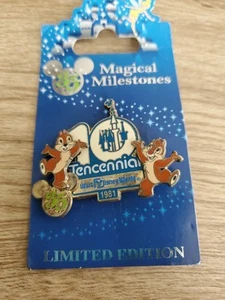 Magical
Milestones
10
Tencennial
Walt Disney World
1981
LIMITED EDITION